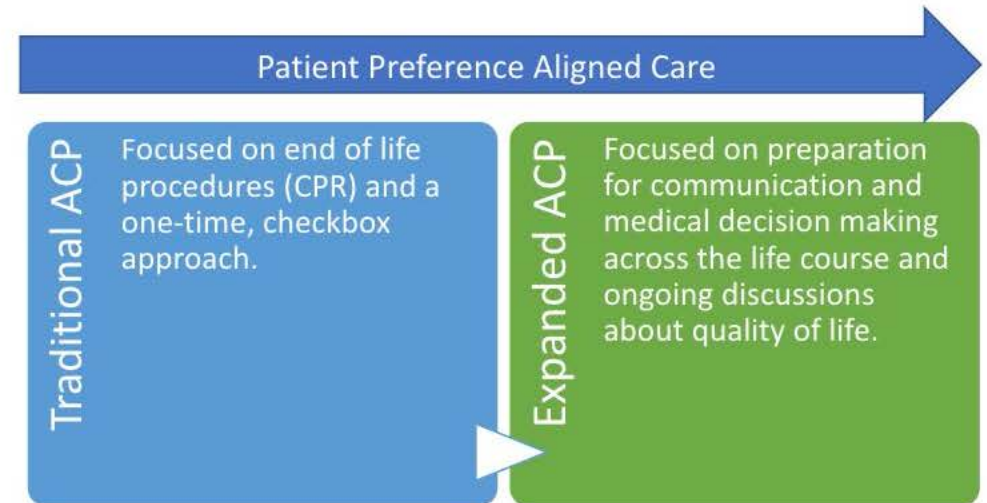 Patient Preference Aligned Care
Traditional ACP
Focused on end of life
procedures (CPR) and a
one-time, checkbox
approach.
Expanded ACP
Focused on preparation
for communication and
medical decision making
across the life course and
ongoing discussions
about quality of life.